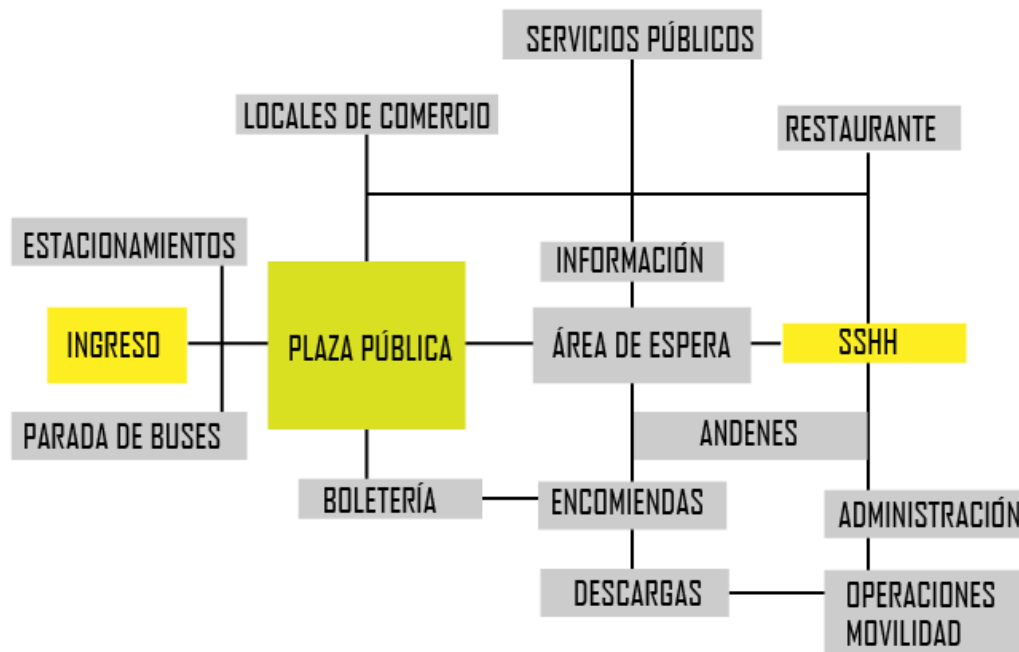 SERVICIOS PÚBLICOS
LOCALES DE COMERCIO
RESTAURANTE
ESTACIONAMIENTOS
INFORMACIÓN
INGRESO
PLAZA PÚBLICA
ÁREA DE ESPERA
SSHH
PARADA DE BUSES
ANDENES
BOLETERÍA
ENCOMIENDAS
ADMINISTRACIÓN
DESCARGAS
OPERACIONES
MOVILIDAD